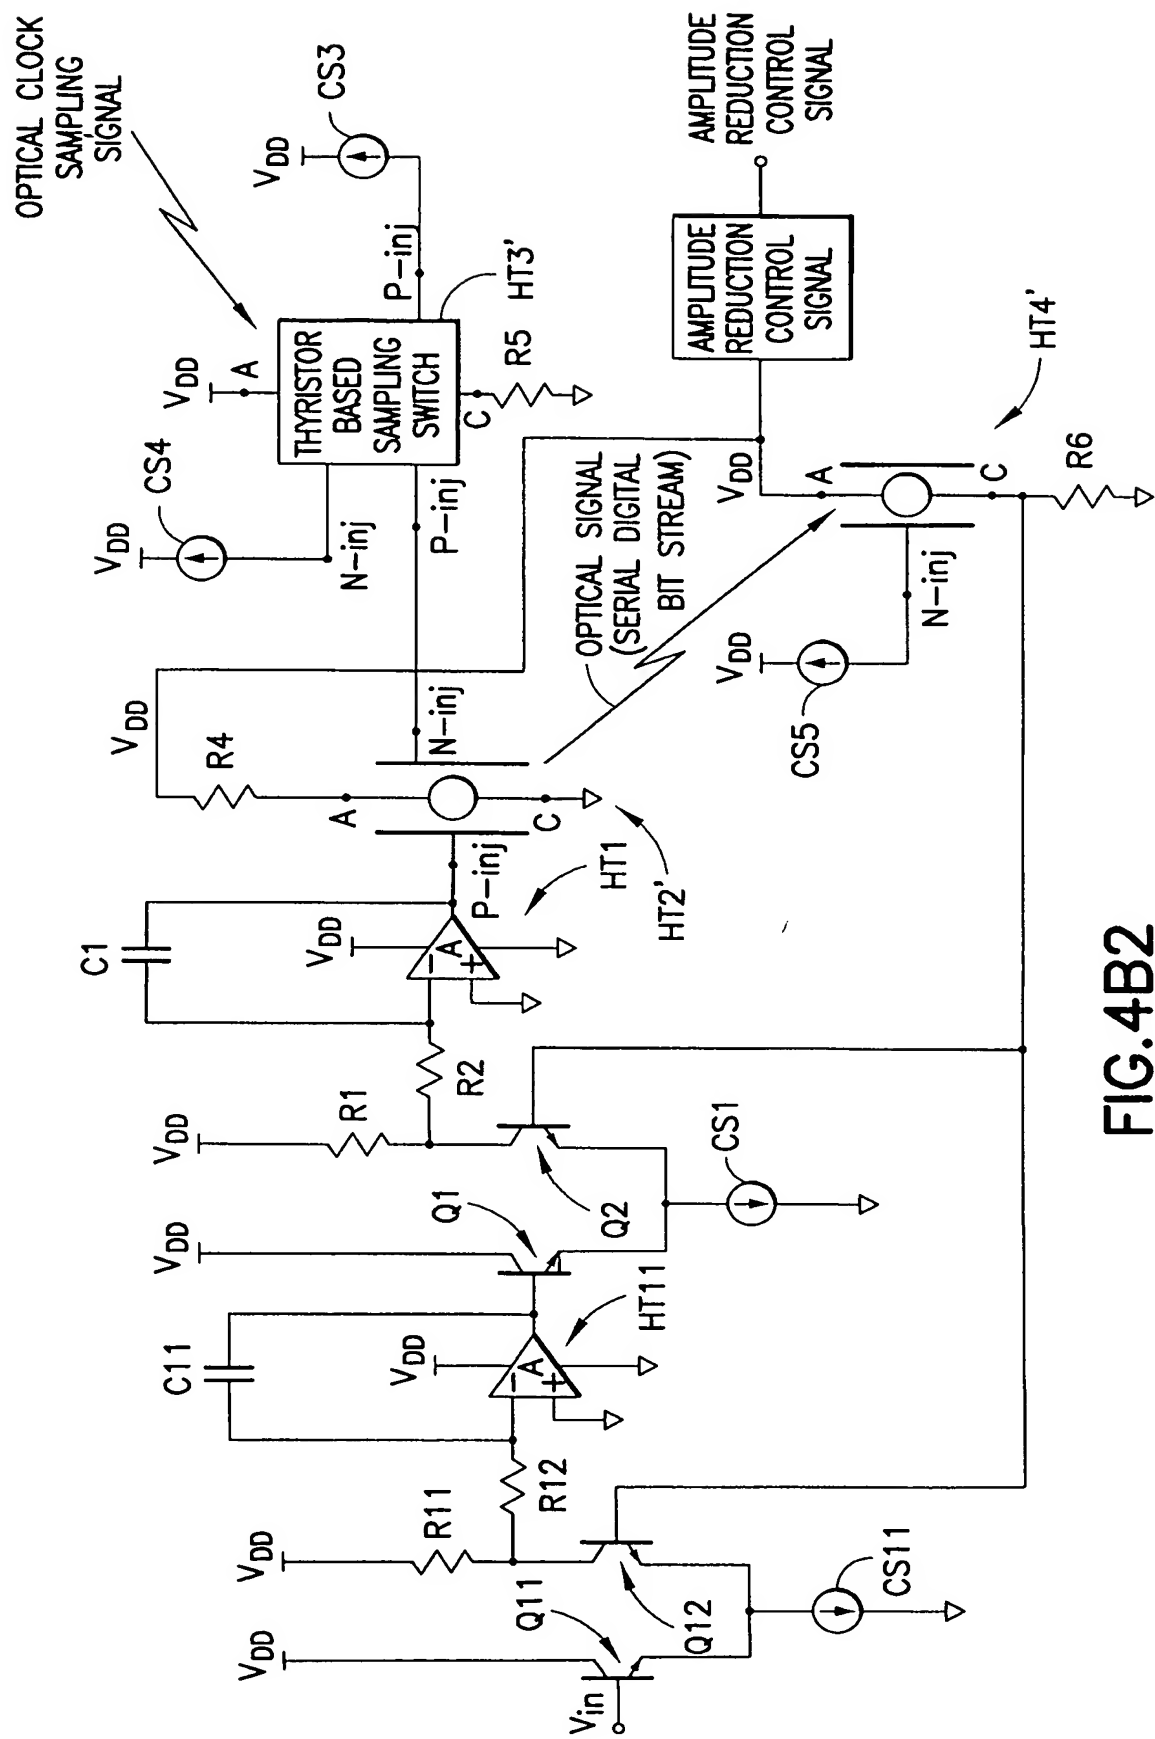 OPTICAL CLOCK
SAMPLING
SIGNAL
VDD
CS3
P-inj
VDD
A
THYRISTOR
BASED
SAMPLING
SWITCH
HT3'
C
R5
VDD
CS4
N-inj
P-inj
AMPLITUDE
REDUCTION
CONTROL
SIGNAL
AMPLITUDE
REDUCTION
CONTROL
SIGNAL
VDD
R4
A
N-inj
P-inj
C
OPTICAL SIGNAL
(SERIAL DIGITAL
BIT STREAM)
VDD
A
HT4'
C
R6
VDD
CS5
N-inj
C1
VDD
A
−
+
HT1
HT2'
VDD
R1
R2
Q2
VDD
Q1
CS1
C11
VDD
A
−
+
HT11
VDD
R11
R12
Q12
VDD
Q11
Vin
CS11
FIG.4B2